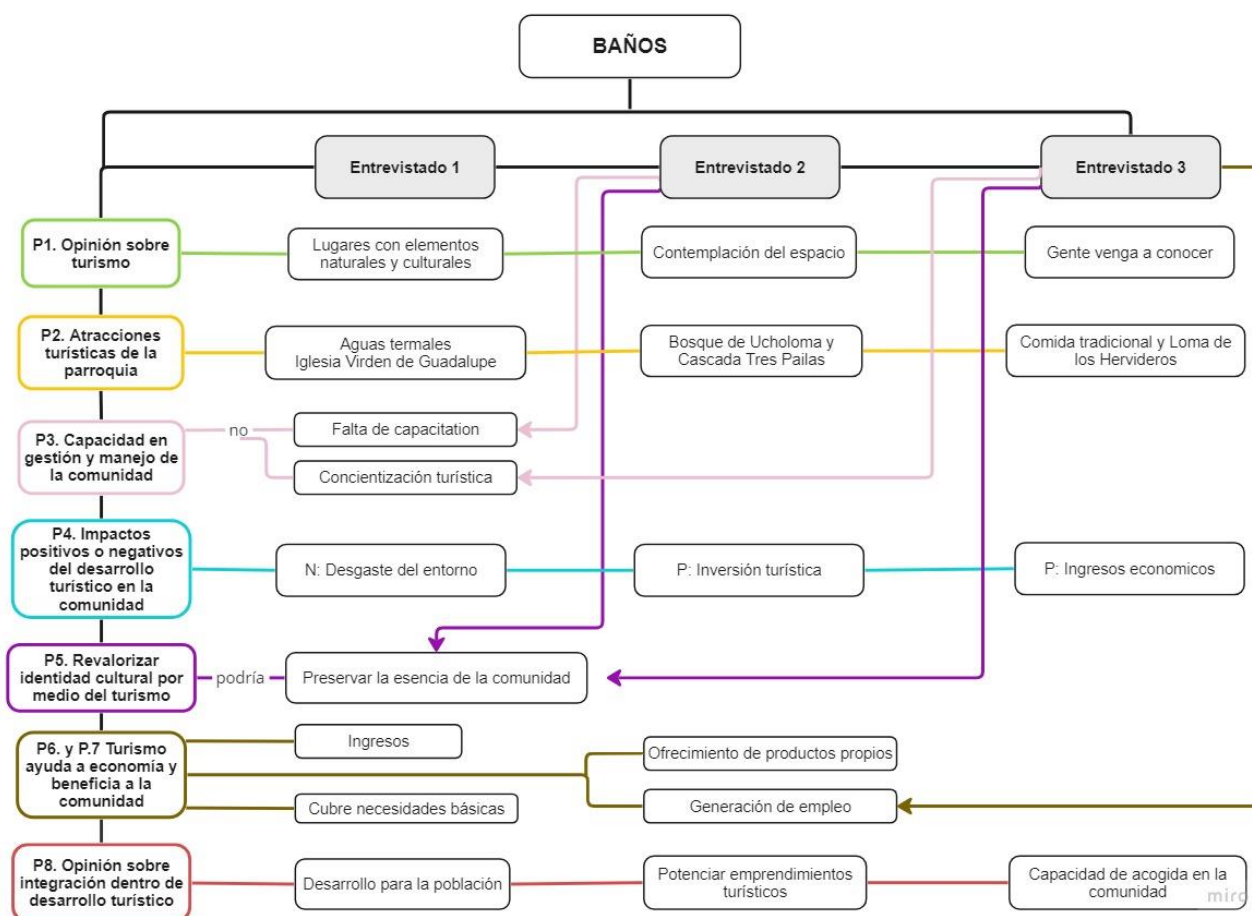 BAÑOS
Entrevistado 1
Entrevistado 2
Entrevistado 3
P1. Opinión sobre
turismo
Lugares con elementos
naturales y culturales
Contemplación del espacio
Gente venga a conocer
P2. Atracciones
turísticas de la
parroquia
Aguas termales
Iglesia Virden de Guadalupe
Bosque de Ucholoma y
Cascada Tres Pailas
Comida tradicional y Loma de
los Hervideros
P3. Capacidad en
gestión y manejo de
la comunidad
no
Falta de capacitation
Concientización turística
P4. Impactos
positivos o negativos
del desarrollo
turístico en la
comunidad
N: Desgaste del entorno
P: Inversión turística
P: Ingresos economicos
P5. Revalorizar
identidad cultural por
medio del turismo
podría
Preservar la esencia de la comunidad
P6. y P.7 Turismo
ayuda a economía y
beneficia a la
comunidad
Ingresos
Cubre necesidades básicas
Ofrecimiento de productos propios
Generación de empleo
P8. Opinión sobre
integración dentro de
desarrollo turístico
Desarrollo para la población
Potenciar emprendimientos
turísticos
Capacidad de acogida en la
comunidad
miro